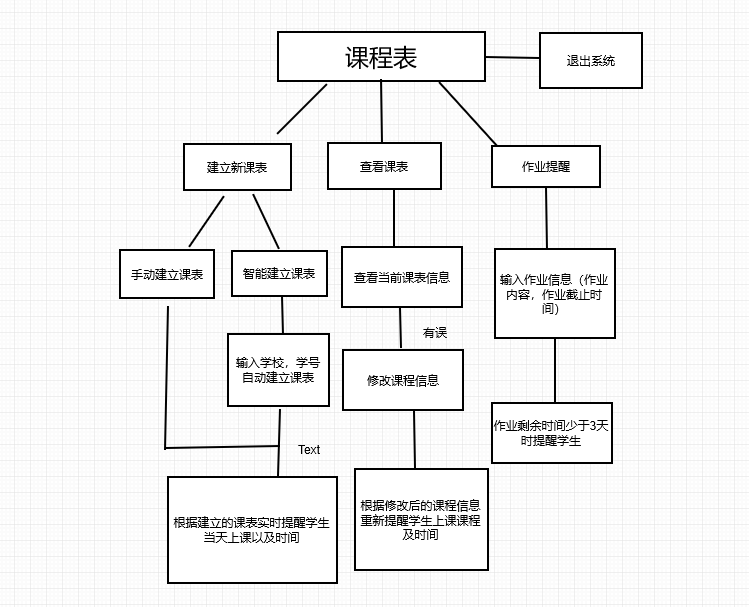 课程表
退出系统
建立新课表
查看课表
作业提醒
手动建立课表
智能建立课表
查看当前课表信息
输入作业信息（作业
内容，作业截止时
间）
有误
输入学校，学号
自动建立课表
修改课程信息
作业剩余时间少于3天
时提醒学生
Text
根据建立的课表实时提醒学生
当天上课以及时间
根据修改后的课程信息
重新提醒学生上课课程
及时间